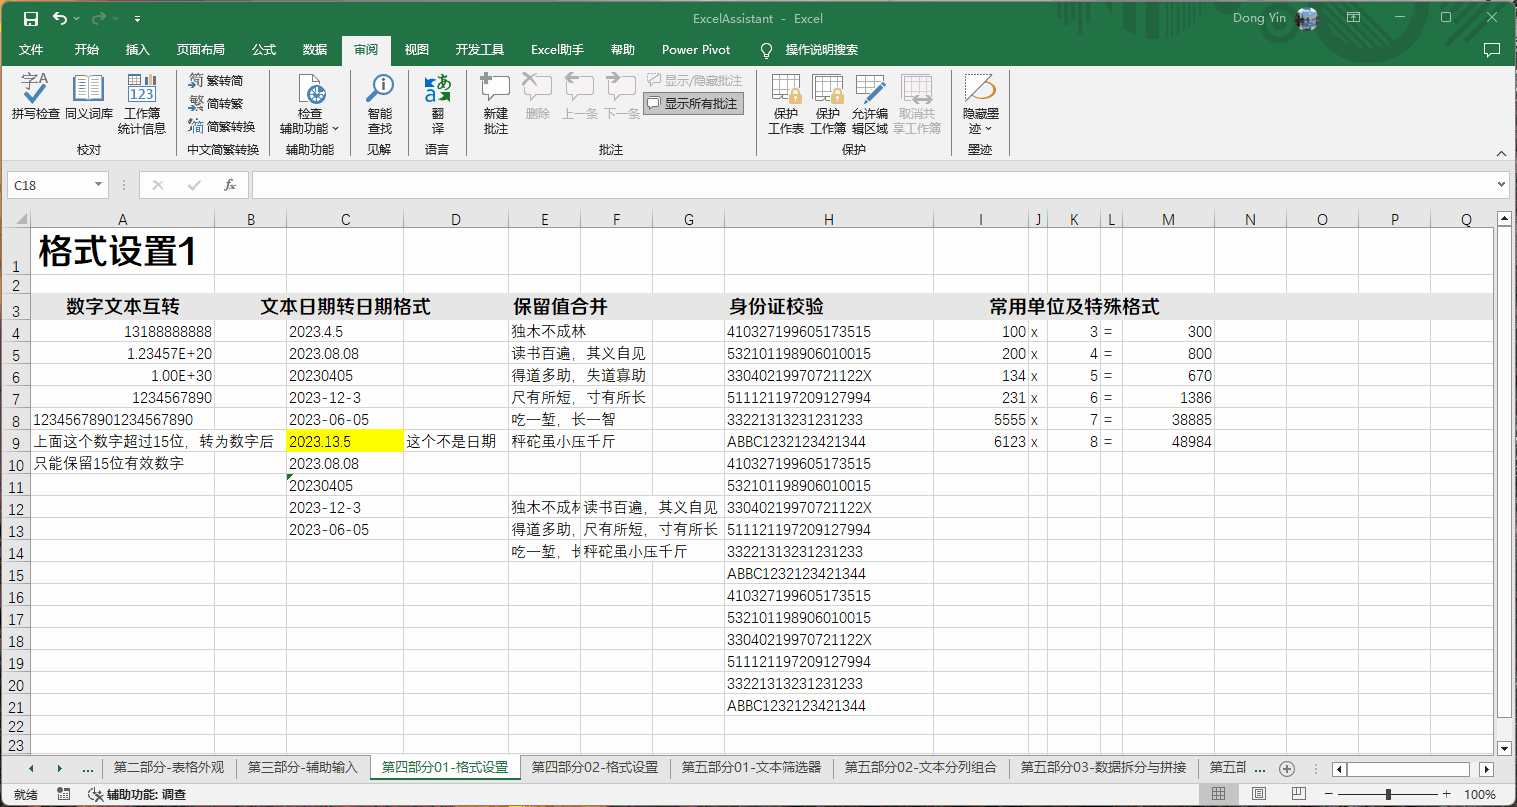 ExcelAssistant - Excel
Dong Yin
文件 开始 插入 页面布局 公式 数据 审阅 视图 开发工具 Excel助手 帮助 Power Pivot 操作说明搜索
拼写检查 同义词库 工作簿统计信息
校对
繁转简
简转繁
简繁转换
中文简繁转换
检查辅助功能
辅助功能
智能查找
见解
翻译
语言
新建批注 删除 上一条 下一条
显示/隐藏批注
显示所有批注
批注
保护工作表 保护工作簿 允许编辑区域 取消共享工作簿
保护
隐藏墨迹
墨迹
C18 fx
A B C D E F G H I J K L M N O P Q
1 格式设置1
2
3 数字文本互转 文本日期转日期格式 保留值合并 身份证校验 常用单位及特殊格式
4 13188888888 2023.4.5 独木不成林 410327199605173515 100 x 3 = 300
5 1.23457E+20 2023.08.08 读书百遍，其义自见 532101198906010015 200 x 4 = 800
6 1.00E+30 20230405 得道多助，失道寡助 33040219970721122X 134 x 5 = 670
7 1234567890 2023-12-3 尺有所短，寸有所长 511121197209127994 231 x 6 = 1386
8 12345678901234567890 2023-06-05 吃一堑，长一智 33221313231231233 5555 x 7 = 38885
9 上面这个数字超过15位，转为数字后 2023.13.5 这个不是日期 秤砣虽小压千斤 ABBC1232123421344 6123 x 8 = 48984
10 只能保留15位有效数字 2023.08.08 410327199605173515
11 20230405 532101198906010015
12 2023-12-3 独木不成林 读书百遍，其义自见 33040219970721122X
13 2023-06-05 得道多助， 尺有所短，寸有所长 511121197209127994
14 吃一堑，长 秤砣虽小压千斤 33221313231231233
15 ABBC1232123421344
16 410327199605173515
17 532101198906010015
18 33040219970721122X
19 511121197209127994
20 33221313231231233
21 ABBC1232123421344
22
23
... 第二部分-表格外观 第三部分-辅助输入 第四部分01-格式设置 第四部分02-格式设置 第五部分01-文本筛选器 第五部分02-文本分列组合 第五部分03-数据拆分与拼接 第五部 ...
就绪 辅助功能: 调查 100%